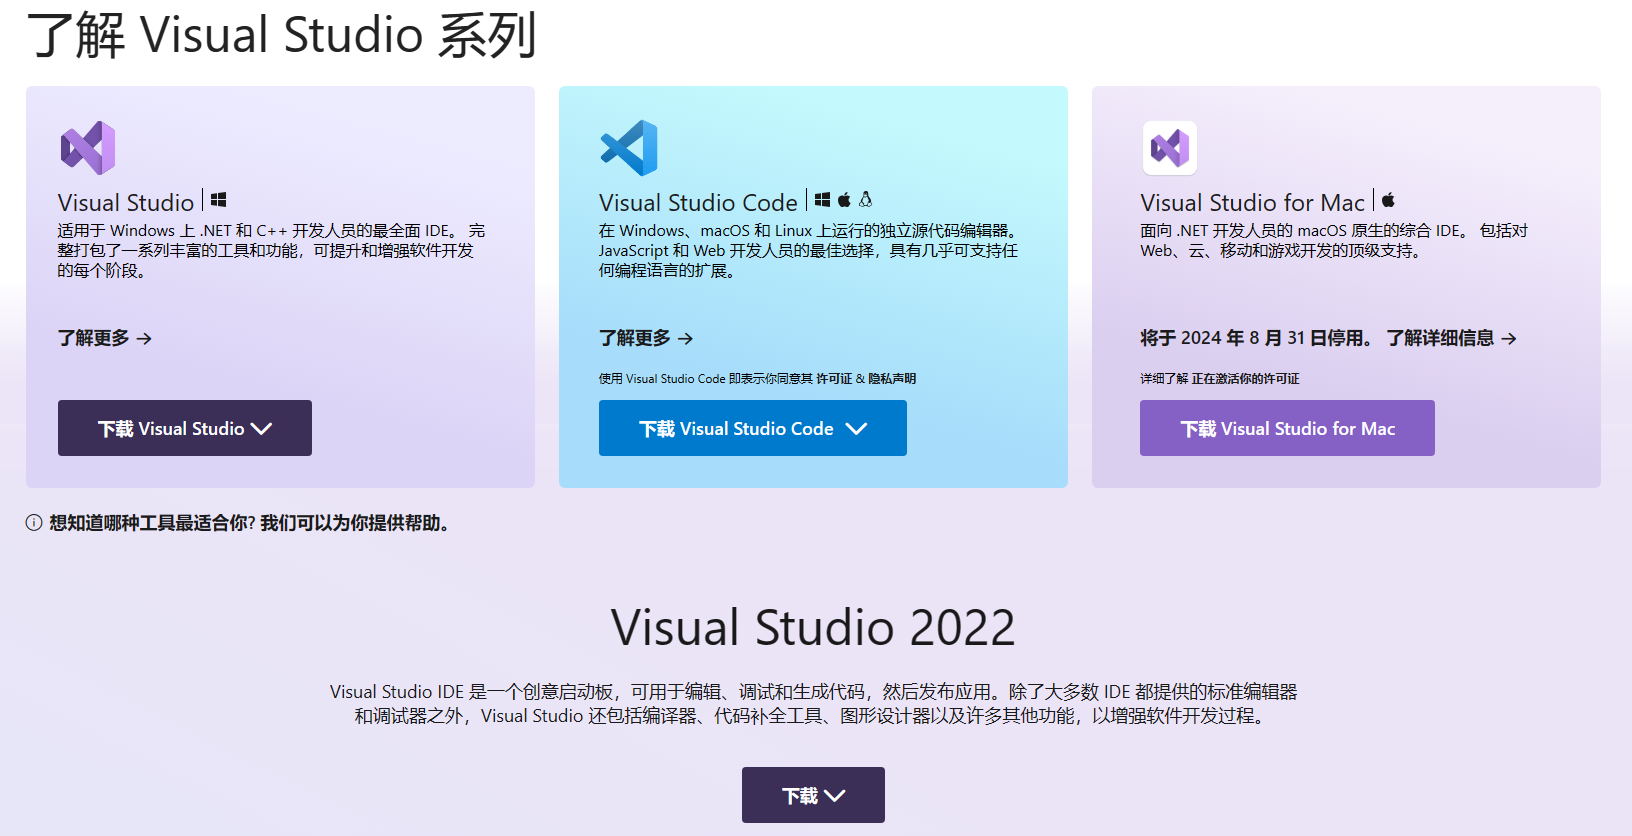 了解 Visual Studio 系列
Visual Studio
适用于 Windows 上 .NET 和 C++ 开发人员的最全面 IDE。 完
整打包了一系列丰富的工具和功能，可提升和增强软件开发
的每个阶段。
了解更多
下载 Visual Studio
Visual Studio Code
在 Windows、macOS 和 Linux 上运行的独立源代码编辑器。
JavaScript 和 Web 开发人员的最佳选择，具有几乎可支持任
何编程语言的扩展。
了解更多
使用 Visual Studio Code 即表示你同意其 许可证 & 隐私声明
下载 Visual Studio Code
Visual Studio for Mac
面向 .NET 开发人员的 macOS 原生的综合 IDE。 包括对
Web、云、移动和游戏开发的顶级支持。
将于 2024 年 8 月 31 日停用。 了解详细信息
详细了解 正在激活你的许可证
下载 Visual Studio for Mac
想知道哪种工具最适合你? 我们可以为你提供帮助。
Visual Studio 2022
Visual Studio IDE 是一个创意启动板，可用于编辑、调试和生成代码，然后发布应用。除了大多数 IDE 都提供的标准编辑器
和调试器之外，Visual Studio 还包括编译器、代码补全工具、图形设计器以及许多其他功能，以增强软件开发过程。
下载